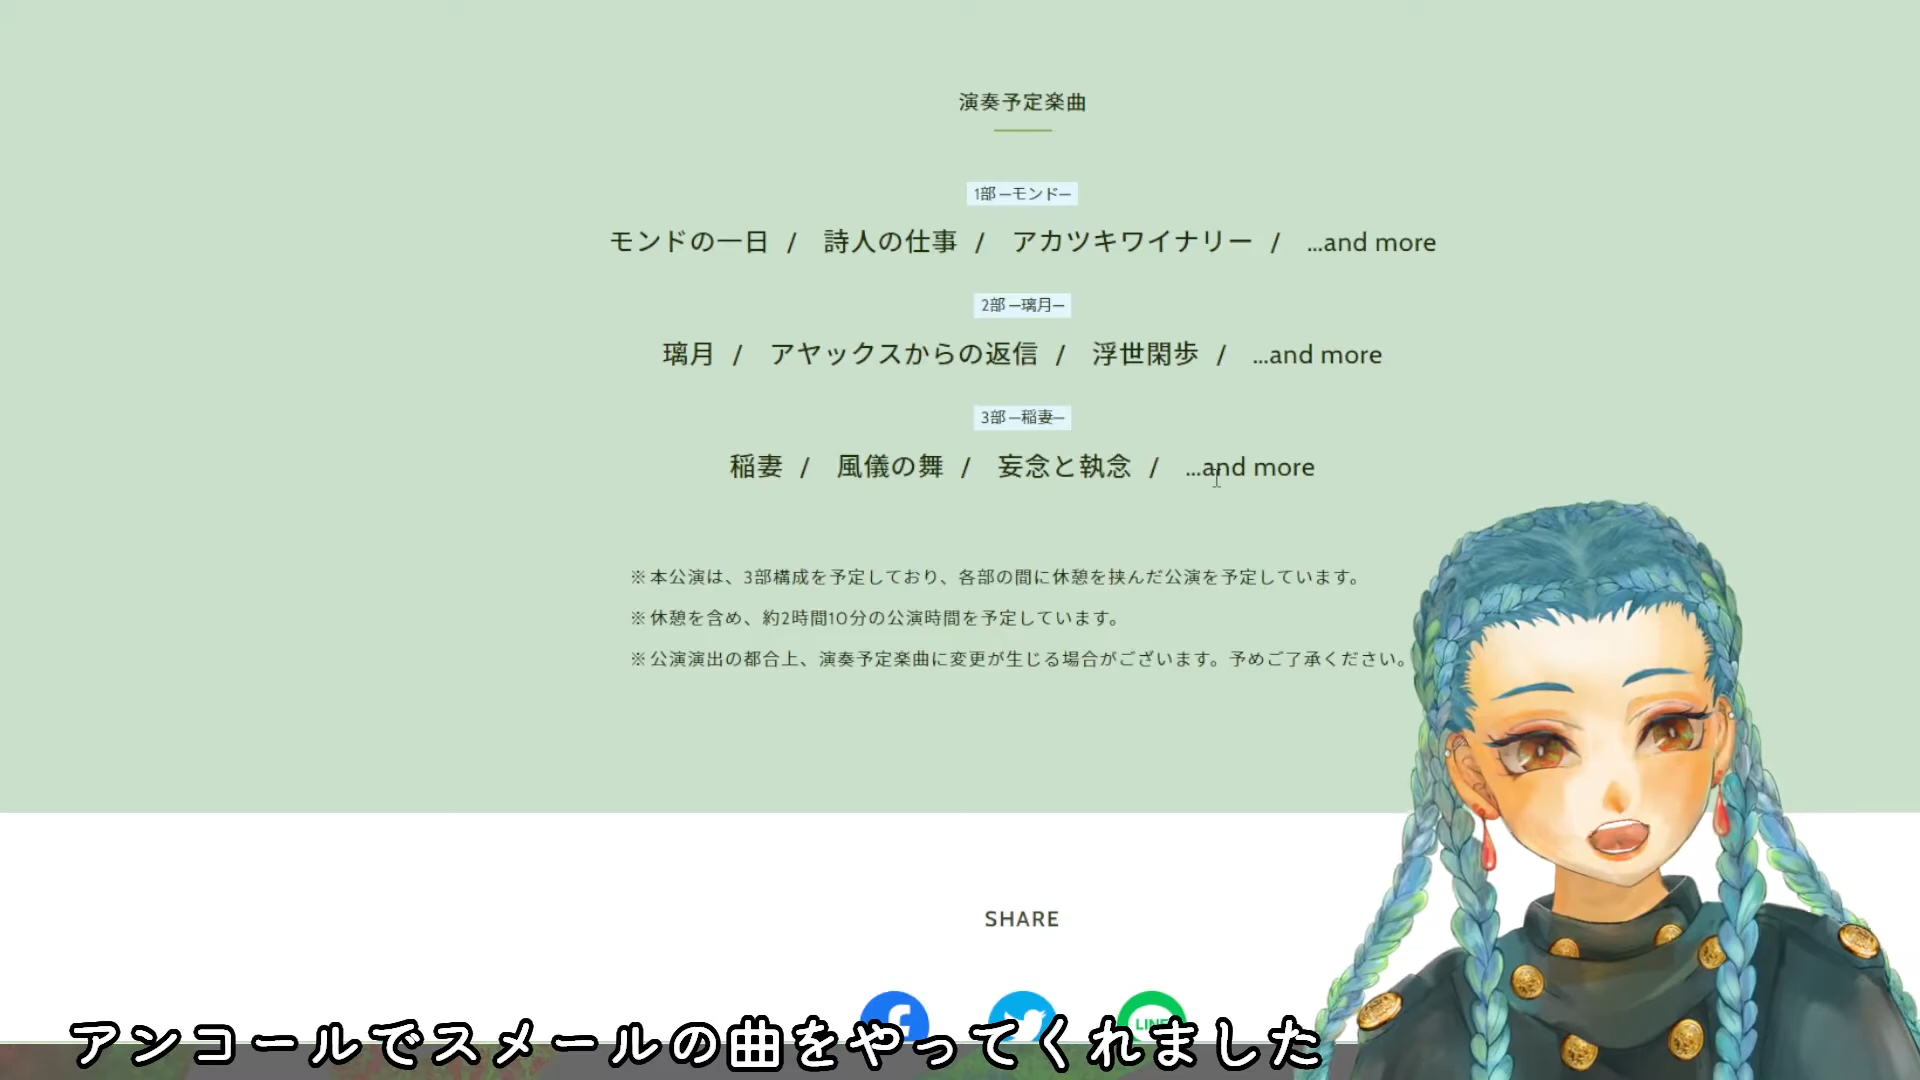 演奏予定楽曲
1部 ─モンド─
モンドの一日 / 詩人の仕事 / アカツキワイナリー / ...and more
2部 ─璃月─
璃月 / アヤックスからの返信 / 浮世閑歩 / ...and more
3部 ─稲妻─
稲妻 / 風儀の舞 / 妄念と執念 / ...and more
※本公演は、3部構成を予定しており、各部の間に休憩を挟んだ公演を予定しています。
※休憩を含め、約2時間10分の公演時間を予定しています。
※公演演出の都合上、演奏予定楽曲に変更が生じる場合がございます。予めご了承ください。
SHARE
LINE
アンコールでスメールの曲をやってくれました